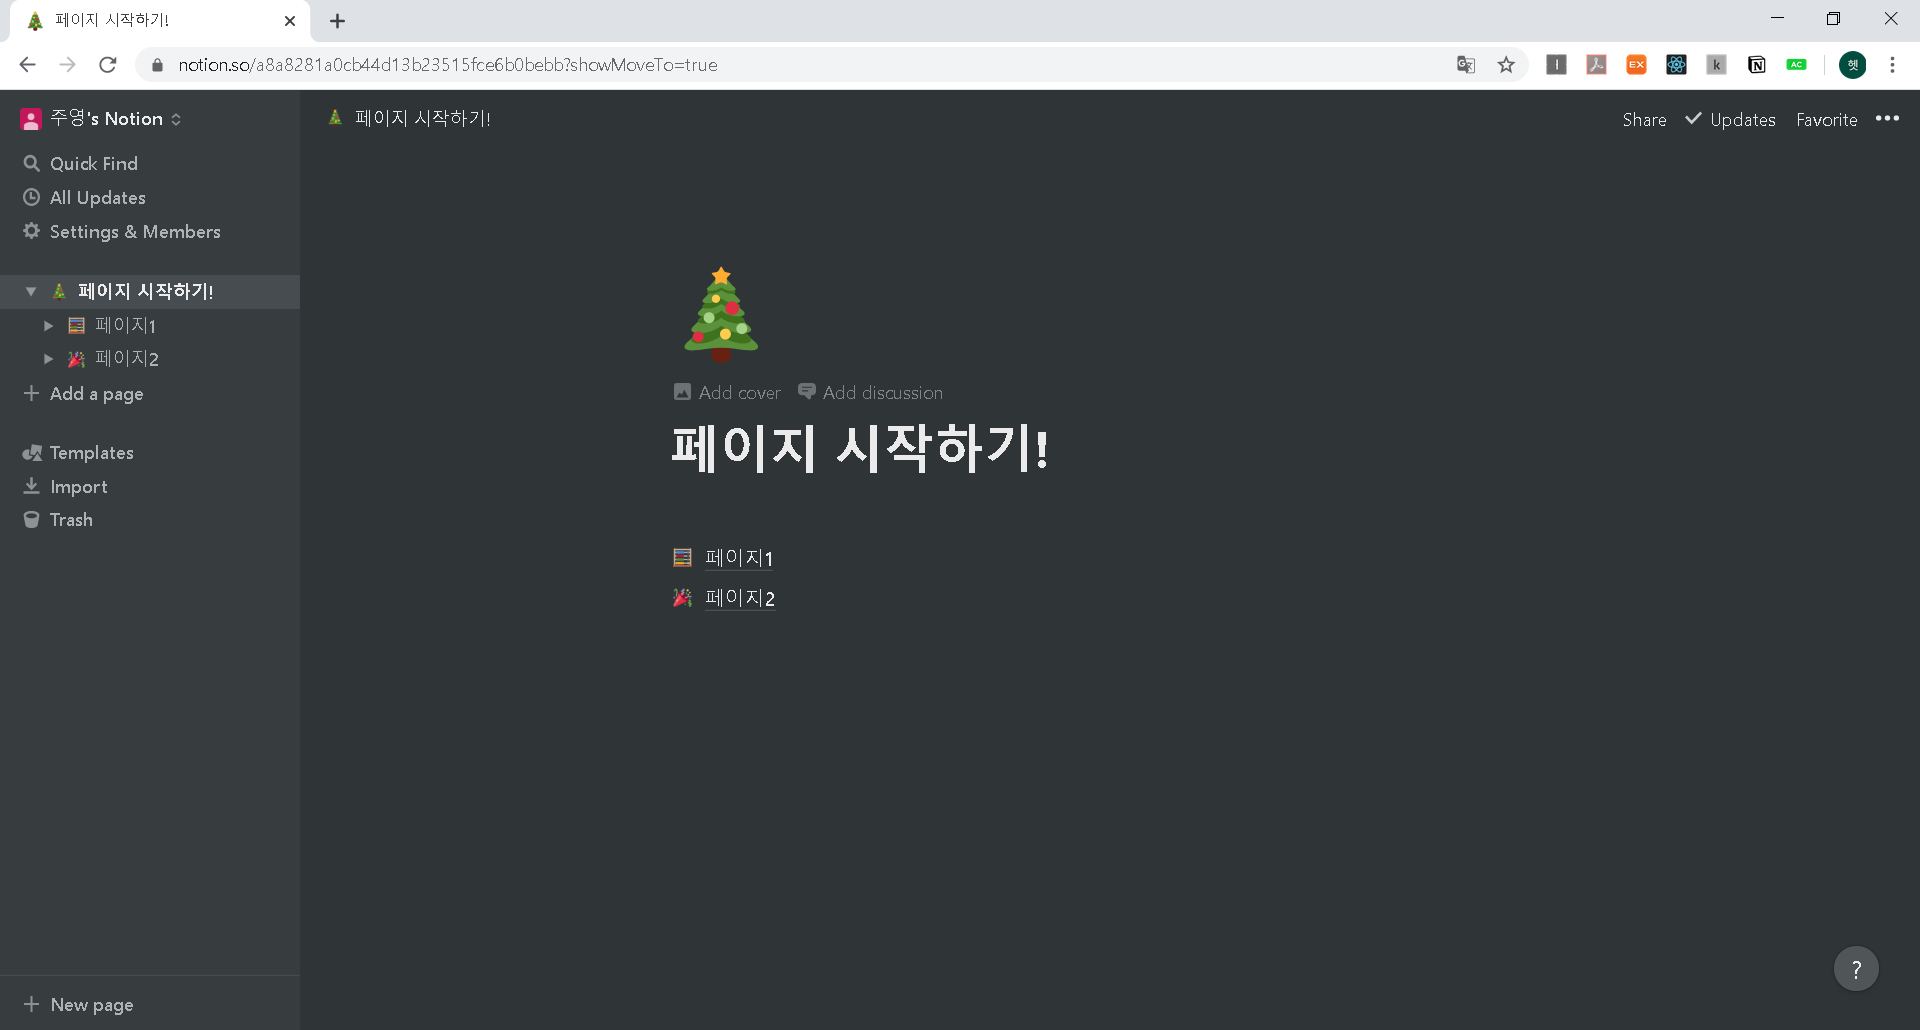 페이지 시작하기!
notion.so/a8a8281a0cb44d13b23515fce6b0bebb?showMoveTo=true
EX
k
N
AC
헷
주영's Notion
페이지 시작하기!
Share
Updates
Favorite
Quick Find
All Updates
Settings & Members
페이지 시작하기!
페이지1
페이지2
Add a page
Templates
Import
Trash
New page
Add cover
Add discussion
페이지 시작하기!
페이지1
페이지2
?